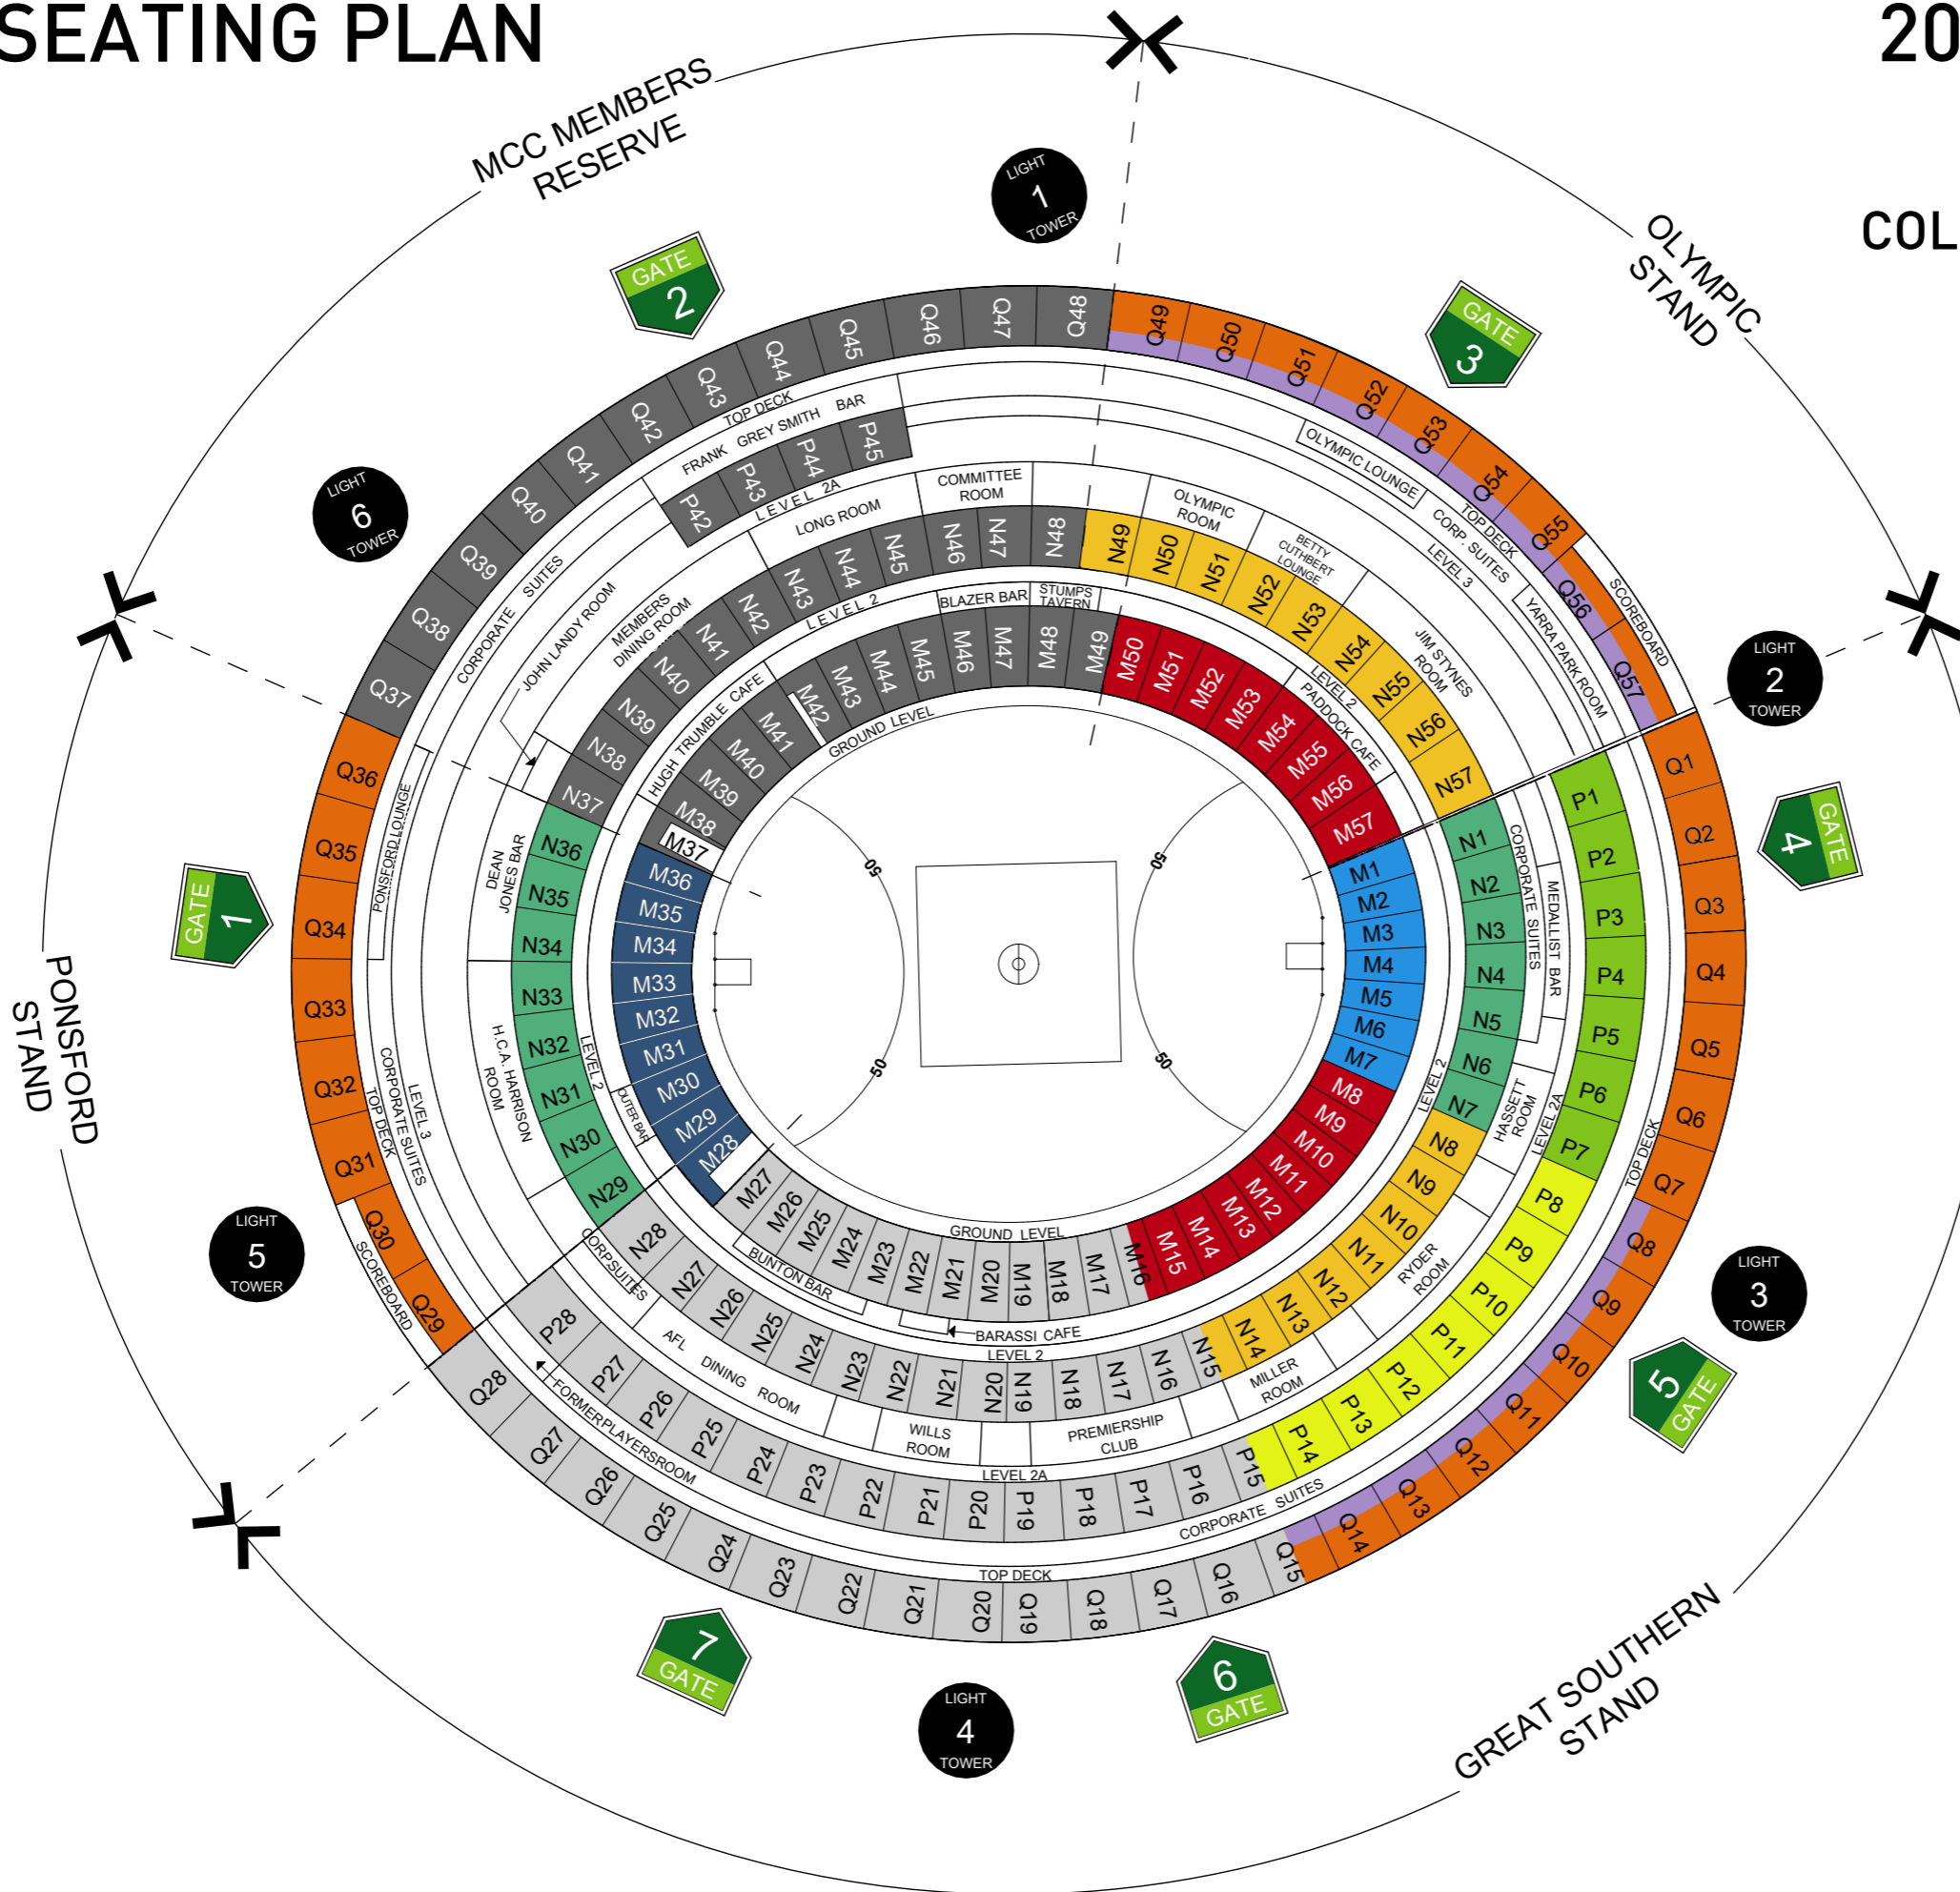 SEATING PLAN
20
COL
MCC MEMBERS
RESERVE
OLYMPIC
STAND
PONSFORD
STAND
GREAT SOUTHERN
STAND
LIGHT
1
TOWER
LIGHT
2
TOWER
LIGHT
3
TOWER
LIGHT
4
TOWER
LIGHT
5
TOWER
LIGHT
6
TOWER
GATE
1
GATE
2
GATE
3
4
GATE
5
GATE
6
GATE
7
GATE
Q1
Q2
Q3
Q4
Q5
Q6
Q7
Q8
Q9
Q10
Q11
Q12
Q13
Q14
Q15
Q16
Q17
Q18
Q19
Q20
Q21
Q22
Q23
Q24
Q25
Q26
Q27
Q28
Q29
Q30
Q31
Q32
Q33
Q34
Q35
Q36
Q37
Q38
Q39
Q40
Q41
Q42
Q43
Q44
Q45
Q46
Q47
Q48
Q49
Q50
Q51
Q52
Q53
Q54
Q55
Q56
Q57
SCOREBOARD
SCOREBOARD
TOP DECK
TOP DECK
TOP DECK
TOP DECK
TOP DECK
FRANK GREY SMITH BAR
P42
P43
P44
P45
LEVEL 2A
CORPORATE SUITES
JOHN LANDY ROOM
MEMBERS
DINING ROOM
LONG ROOM
COMMITTEE
ROOM
OLYMPIC
ROOM
BETTY
CUTHBERT
LOUNGE
JIM STYNES
ROOM
OLYMPIC LOUNGE
CORP. SUITES
LEVEL 3
YARRA PARK ROOM
P1
P2
P3
P4
P5
P6
P7
P8
P9
P10
P11
P12
P13
P14
P15
P16
P17
P18
P19
P20
P21
P22
P23
P24
P25
P26
P27
P28
CORPORATE SUITES
MEDALLIST BAR
HASSETT
ROOM
LEVEL 2A
RYDER
ROOM
MILLER
ROOM
CORPORATE SUITES
PREMIERSHIP
CLUB
WILLS
ROOM
LEVEL 2A
AFL DINING ROOM
FORMER PLAYERS ROOM
CORP SUITES
H.C.A. HARRISON
ROOM
DEAN
JONES BAR
PONSFORD LOUNGE
CORPORATE SUITES
LEVEL 3
N1
N2
N3
N4
N5
N6
N7
N8
N9
N10
N11
N12
N13
N14
N15
N16
N17
N18
N19
N20
N21
N22
N23
N24
N25
N26
N27
N28
N29
N30
N31
N32
N33
N34
N35
N36
N37
N38
N39
N40
N41
N42
N43
N44
N45
N46
N47
N48
N49
N50
N51
N52
N53
N54
N55
N56
N57
LEVEL 2
LEVEL 2
LEVEL 2
LEVEL 2
LEVEL 2
HUGH TRUMBLE CAFE
BLAZER BAR
STUMPS
TAVERN
PADDOCK CAFE
BARASSI CAFE
BUNTON BAR
OUTER BAR
M1
M2
M3
M4
M5
M6
M7
M8
M9
M10
M11
M12
M13
M14
M15
M16
M17
M18
M19
M20
M21
M22
M23
M24
M25
M26
M27
M28
M29
M30
M31
M32
M33
M34
M35
M36
M37
M38
M39
M40
M41
M42
M43
M44
M45
M46
M47
M48
M49
M50
M51
M52
M53
M54
M55
M56
M57
GROUND LEVEL
GROUND LEVEL
50
50
50
50